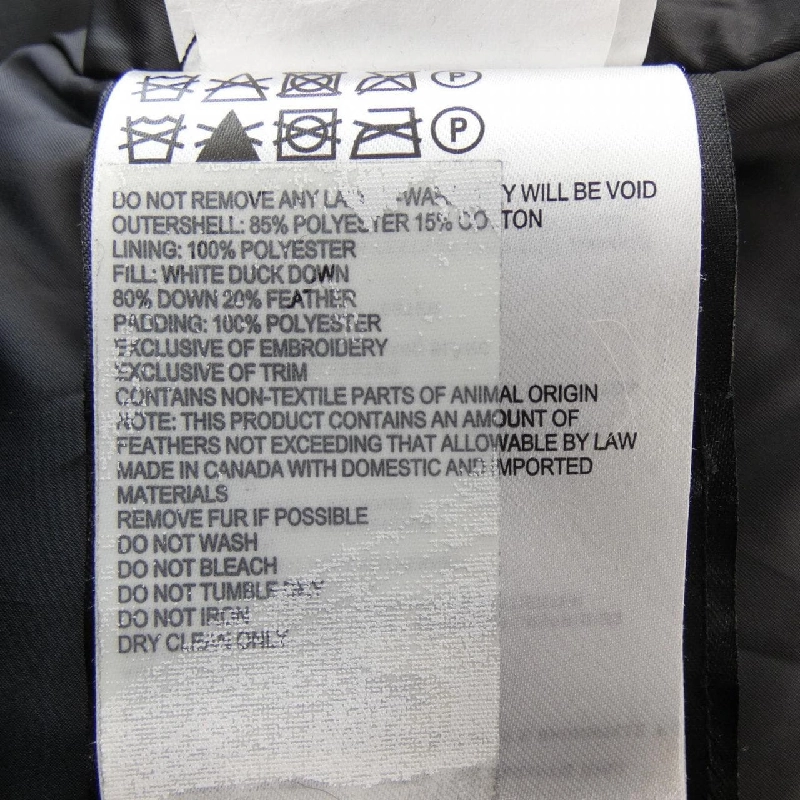 P
P
DO NOT REMOVE ANY WILL BE VOID
OUTERSHELL: 85% POLYESTER 15% COTTON
LINING: 100% POLYESTER
FILL: WHITE DUCK DOWN
80% DOWN 20% FEATHER
PADDING: 100% POLYESTER
EXCLUSIVE OF EMBROIDERY
EXCLUSIVE OF TRIM
CONTAINS NON-TEXTILE PARTS OF ANIMAL ORIGIN
NOTE: THIS PRODUCT CONTAINS AN AMOUNT OF
FEATHERS NOT EXCEEDING THAT ALLOWABLE BY LAW
MADE IN CANADA WITH DOMESTIC AND IMPORTED
MATERIALS
REMOVE FUR IF POSSIBLE
DO NOT WASH
DO NOT BLEACH
DO NOT TUMBLE DRY
DO NOT IRON
DRY CLEAN ONLY